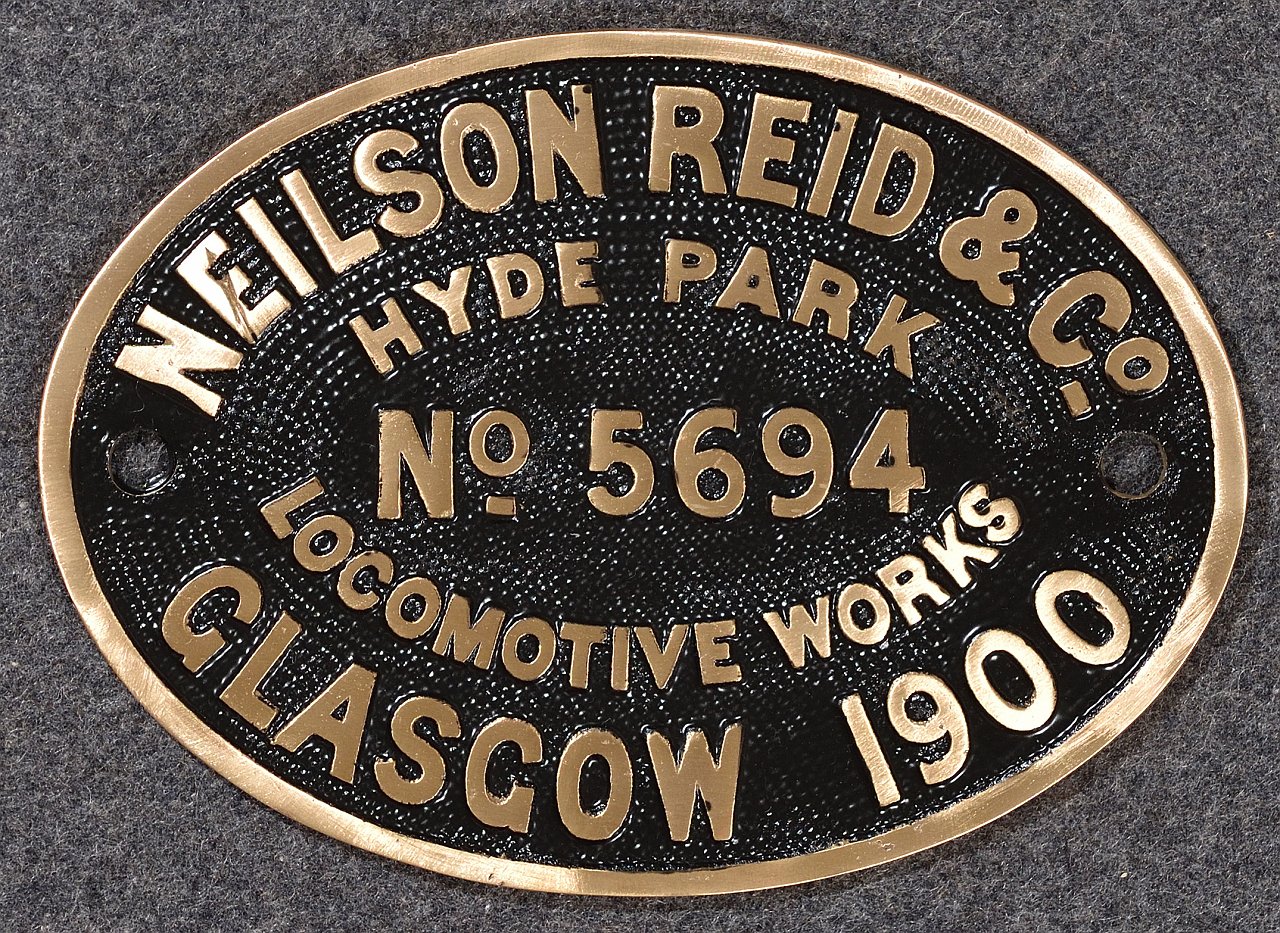 NEILSON REID & Co.
HYDE PARK
No 5694
LOCOMOTIVE WORKS
GLASGOW 1900